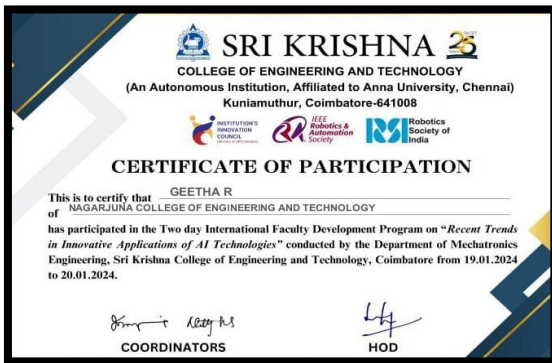 SRI KRISHNA 25
COLLEGE OF ENGINEERING AND TECHNOLOGY
(An Autonomous Institution, Affiliated to Anna University, Chennai)
Kuniamuthur, Coimbatore-641008
INSTITUTION'S
INNOVATION
COUNCIL
IEEE
Robotics &
Automation
Society
RSI
Robotics
Society of
India
CERTIFICATE OF PARTICIPATION
This is to certify that GEETHA R
of NAGARJUNA COLLEGE OF ENGINEERING AND TECHNOLOGY
has participated in the Two day International Faculty Development Program on “Recent Trends
in Innovative Applications of AI Technologies” conducted by the Department of Mechatronics
Engineering, Sri Krishna College of Engineering and Technology, Coimbatore from 19.01.2024
to 20.01.2024.
COORDINATORS
HOD